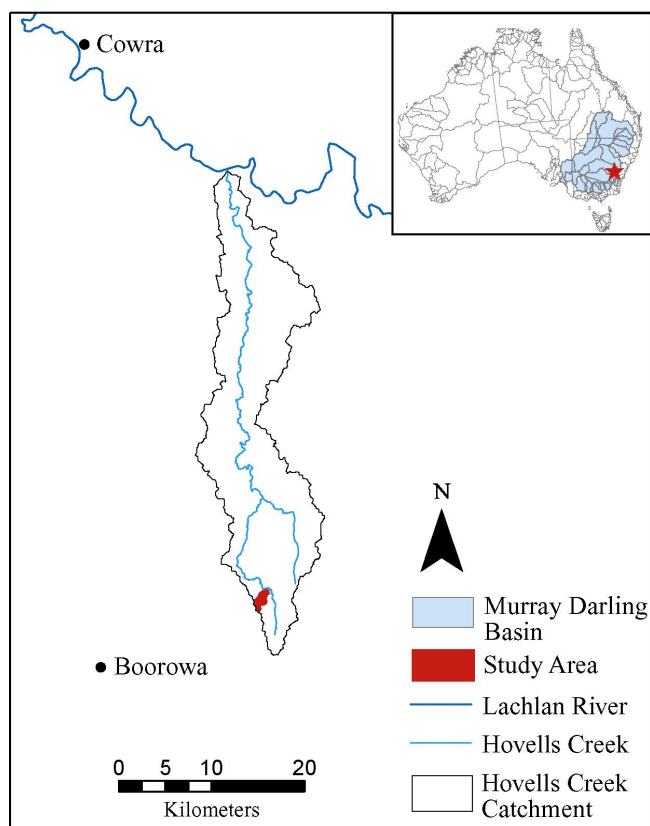 Cowra
N
Murray Darling
Basin
Study Area
Boorowa
Lachlan River
Hovells Creek
0 5 10 20
Kilometers
Hovells Creek
Catchment